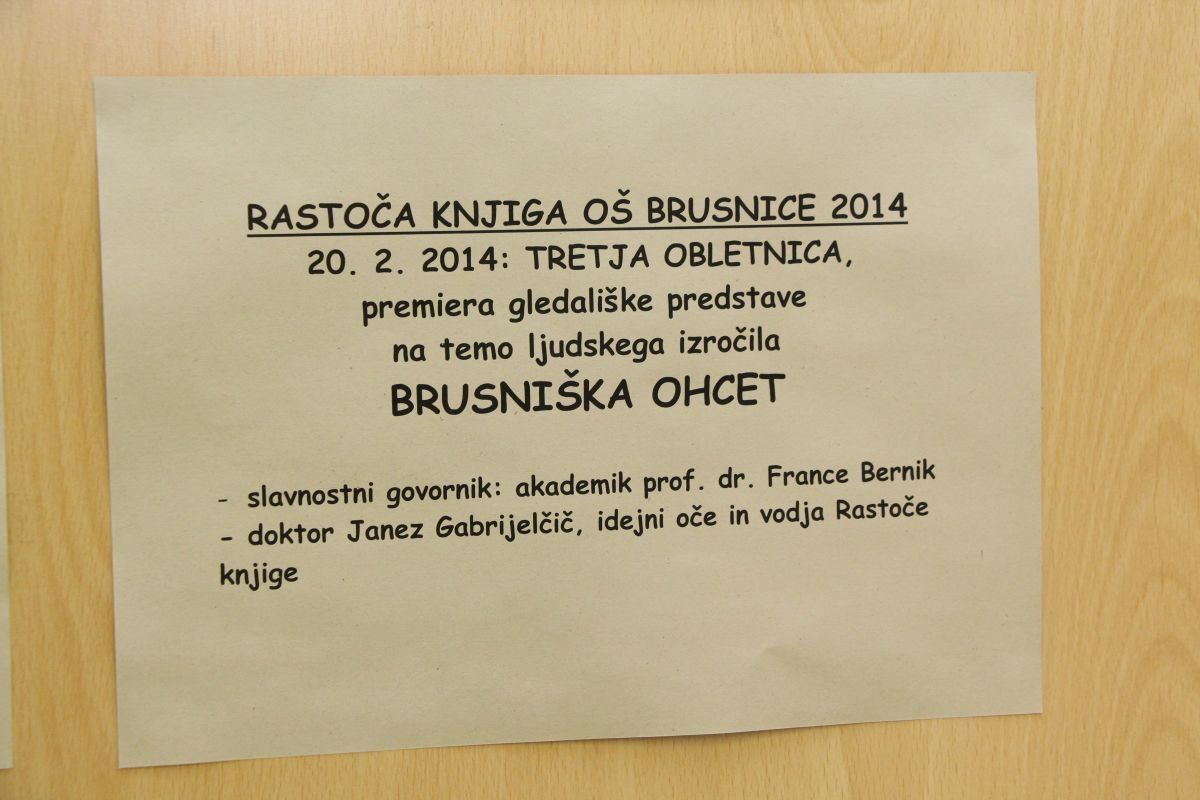 RASTOČA KNJIGA OŠ BRUSNICE 2014
20. 2. 2014: TRETJA OBLETNICA,
premiera gledališke predstave
na temo ljudskega izročila
BRUSNIŠKA OHCET
- slavnostni govornik: akademik prof. dr. France Bernik
- doktor Janez Gabrijelčič, idejni oče in vodja Rastoče
knjige